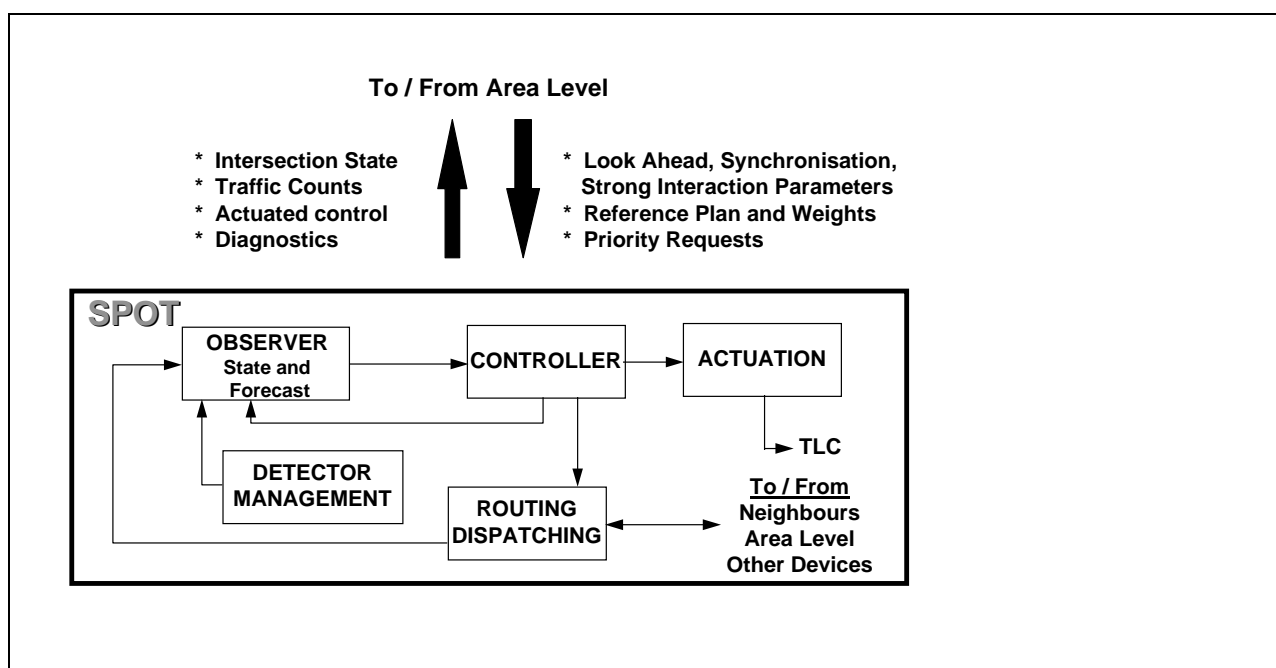 To / From Area Level
* Intersection State
* Traffic Counts
* Actuated control
* Diagnostics
* Look Ahead, Synchronisation,
Strong Interaction Parameters
* Reference Plan and Weights
* Priority Requests
SPOT
OBSERVER
State and
Forecast
CONTROLLER
ACTUATION
TLC
DETECTOR
MANAGEMENT
ROUTING
DISPATCHING
To / From
Neighbours
Area Level
Other Devices